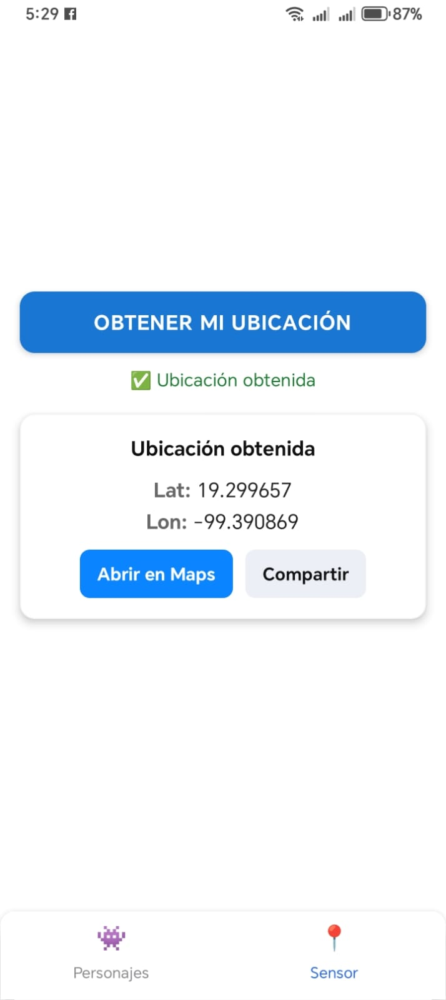 5:29 87%
OBTENER MI UBICACIÓN
✅ Ubicación obtenida
Ubicación obtenida
Lat: 19.299657
Lon: -99.390869
Abrir en Maps Compartir
Personajes Sensor